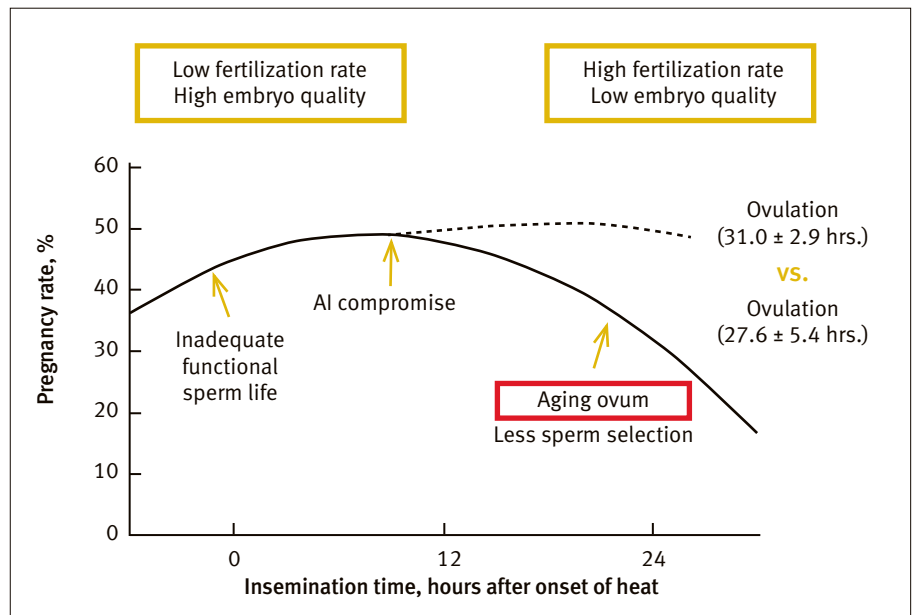 Low fertilization rate
High embryo quality
High fertilization rate
Low embryo quality
Pregnancy rate, %
60
50
40
30
20
10
0
Ovulation
(31.0 ± 2.9 hrs.)
vs.
Ovulation
(27.6 ± 5.4 hrs.)
AI compromise
Inadequate
functional
sperm life
Aging ovum
Less sperm selection
0
12
24
Insemination time, hours after onset of heat